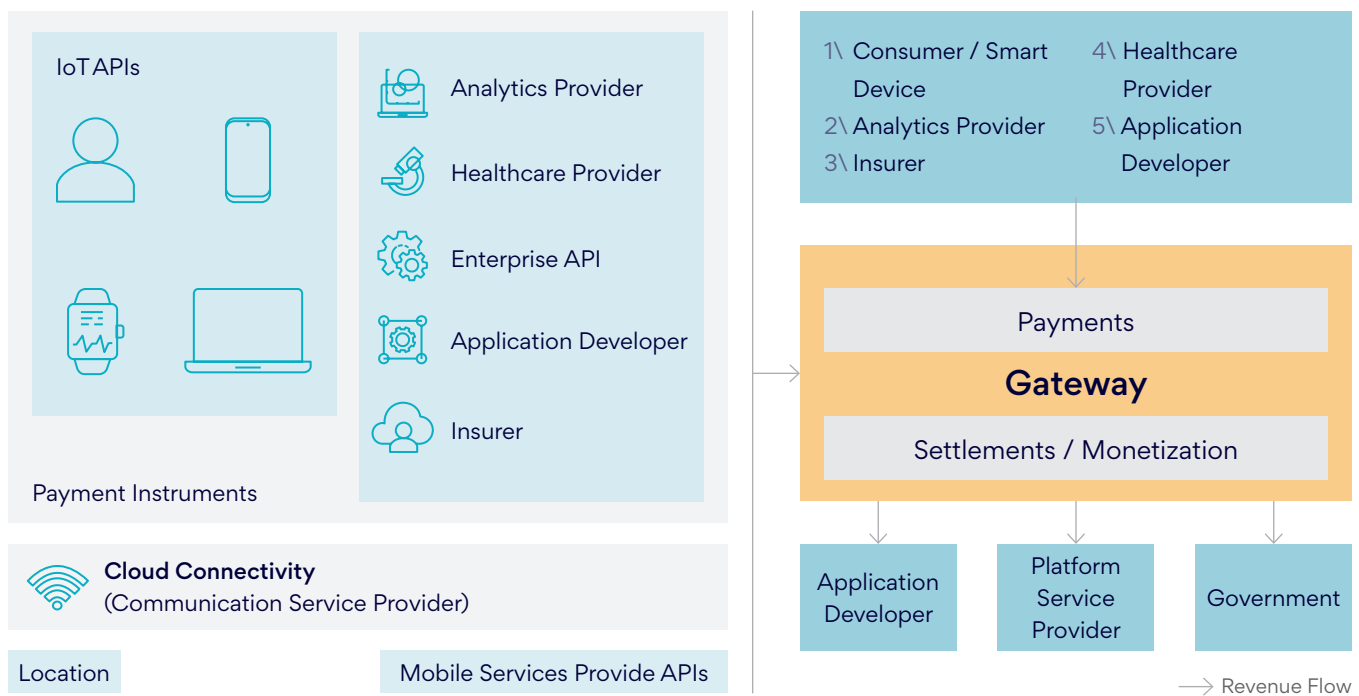 IoT APIs
Analytics Provider
Healthcare Provider
Enterprise API
Application Developer
Insurer
Payment Instruments
Cloud Connectivity
(Communication Service Provider)
Location
Mobile Services Provide APIs
1\ Consumer / Smart
Device
2\ Analytics Provider
3\ Insurer
4\ Healthcare
Provider
5\ Application
Developer
Payments
Gateway
Settlements / Monetization
Application
Developer
Platform
Service
Provider
Government
Revenue Flow